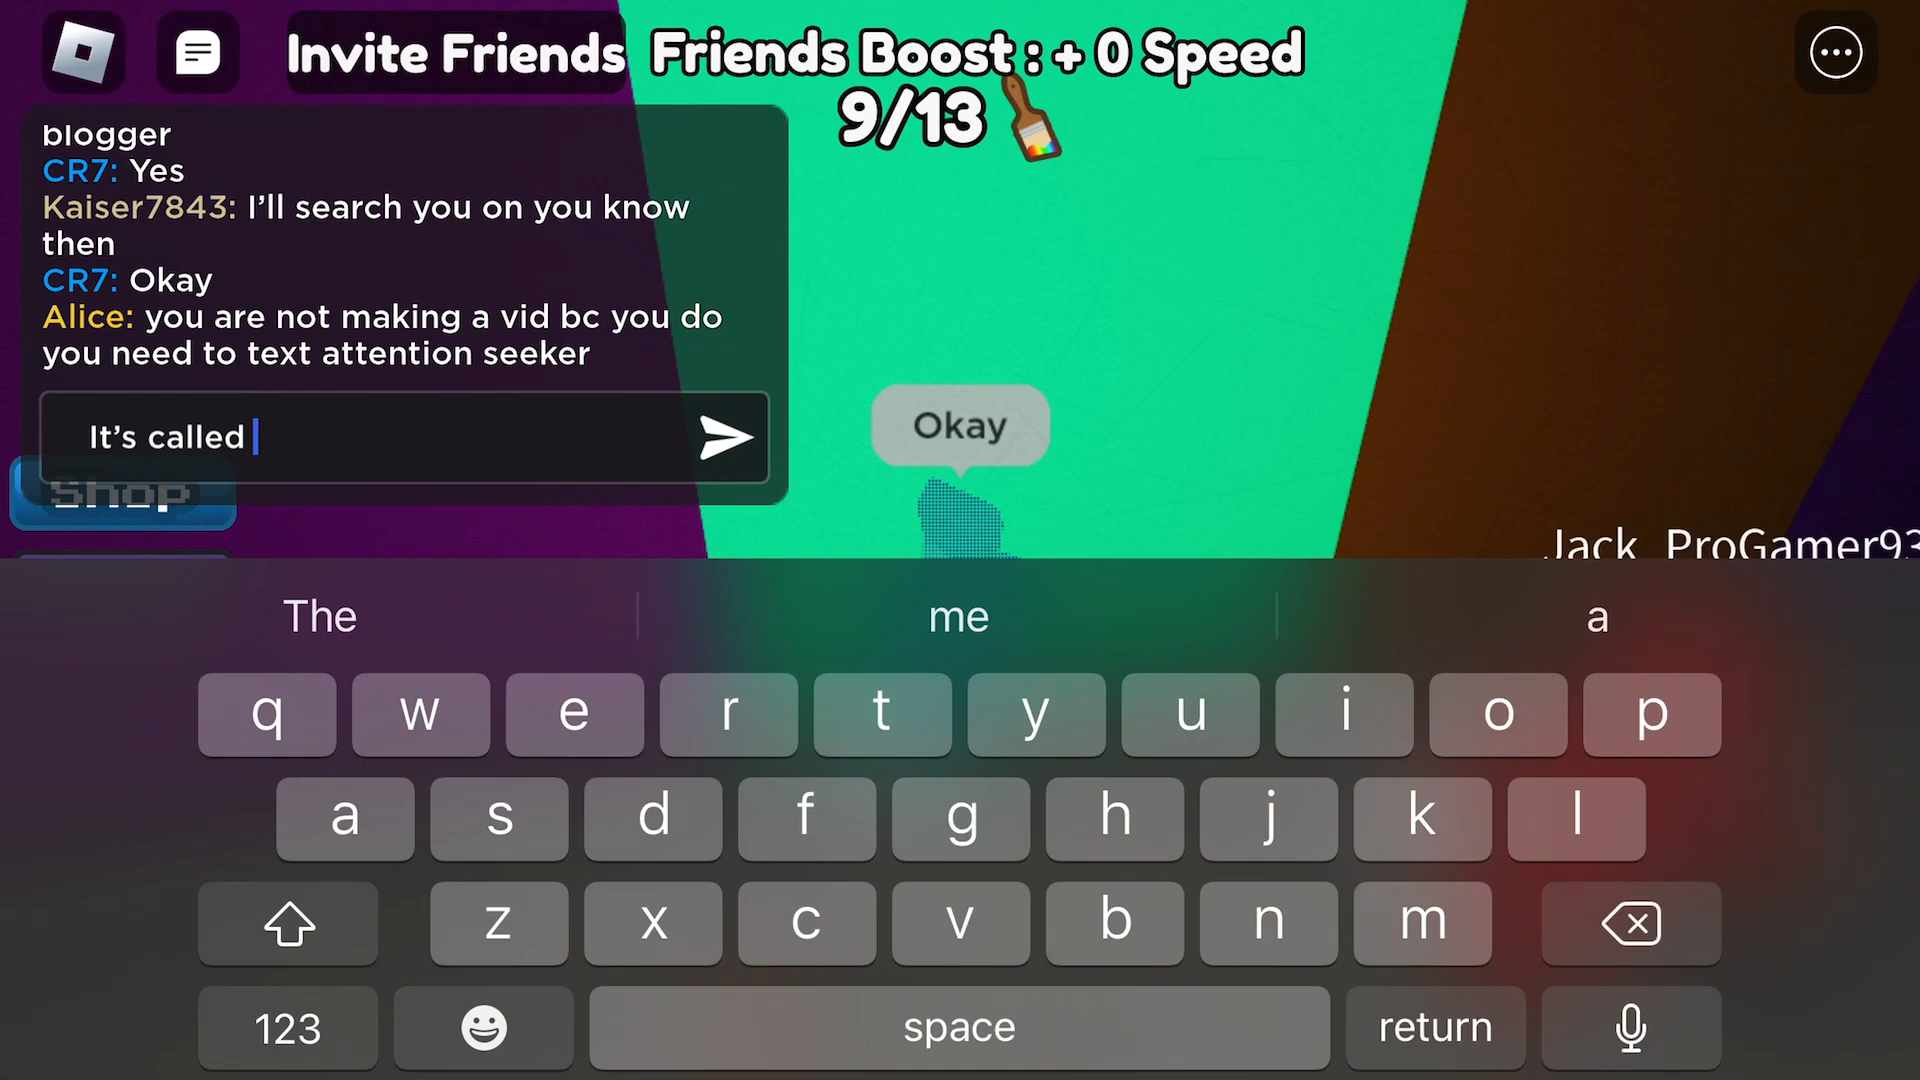 Invite Friends
Friends Boost : + 0 Speed
9/13
blogger
CR7: Yes
Kaiser7843: I'll search you on you know
then
CR7: Okay
Alice: you are not making a vid bc you do
you need to text attention seeker
It's called
Okay
Shop
Jack_ProGamer93
The me a
q w e r t y u i o p
a s d f g h j k l
z x c v b n m
123 space return